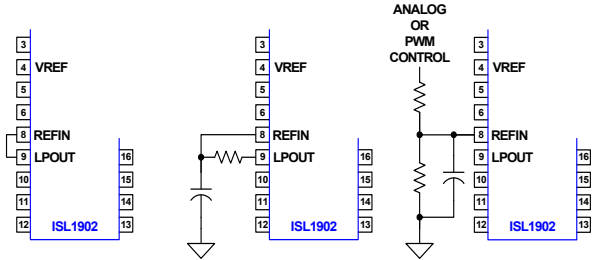 ANALOG
OR
PWM
CONTROL
3
4 VREF
5
6
8 REFIN
9 LPOUT 16
10 15
11 14
12 ISL1902 13
3
4 VREF
5
6
8 REFIN
9 LPOUT 16
10 15
11 14
12 ISL1902 13
3
4 VREF
5
6
8 REFIN
9 LPOUT 16
10 15
11 14
12 ISL1902 13